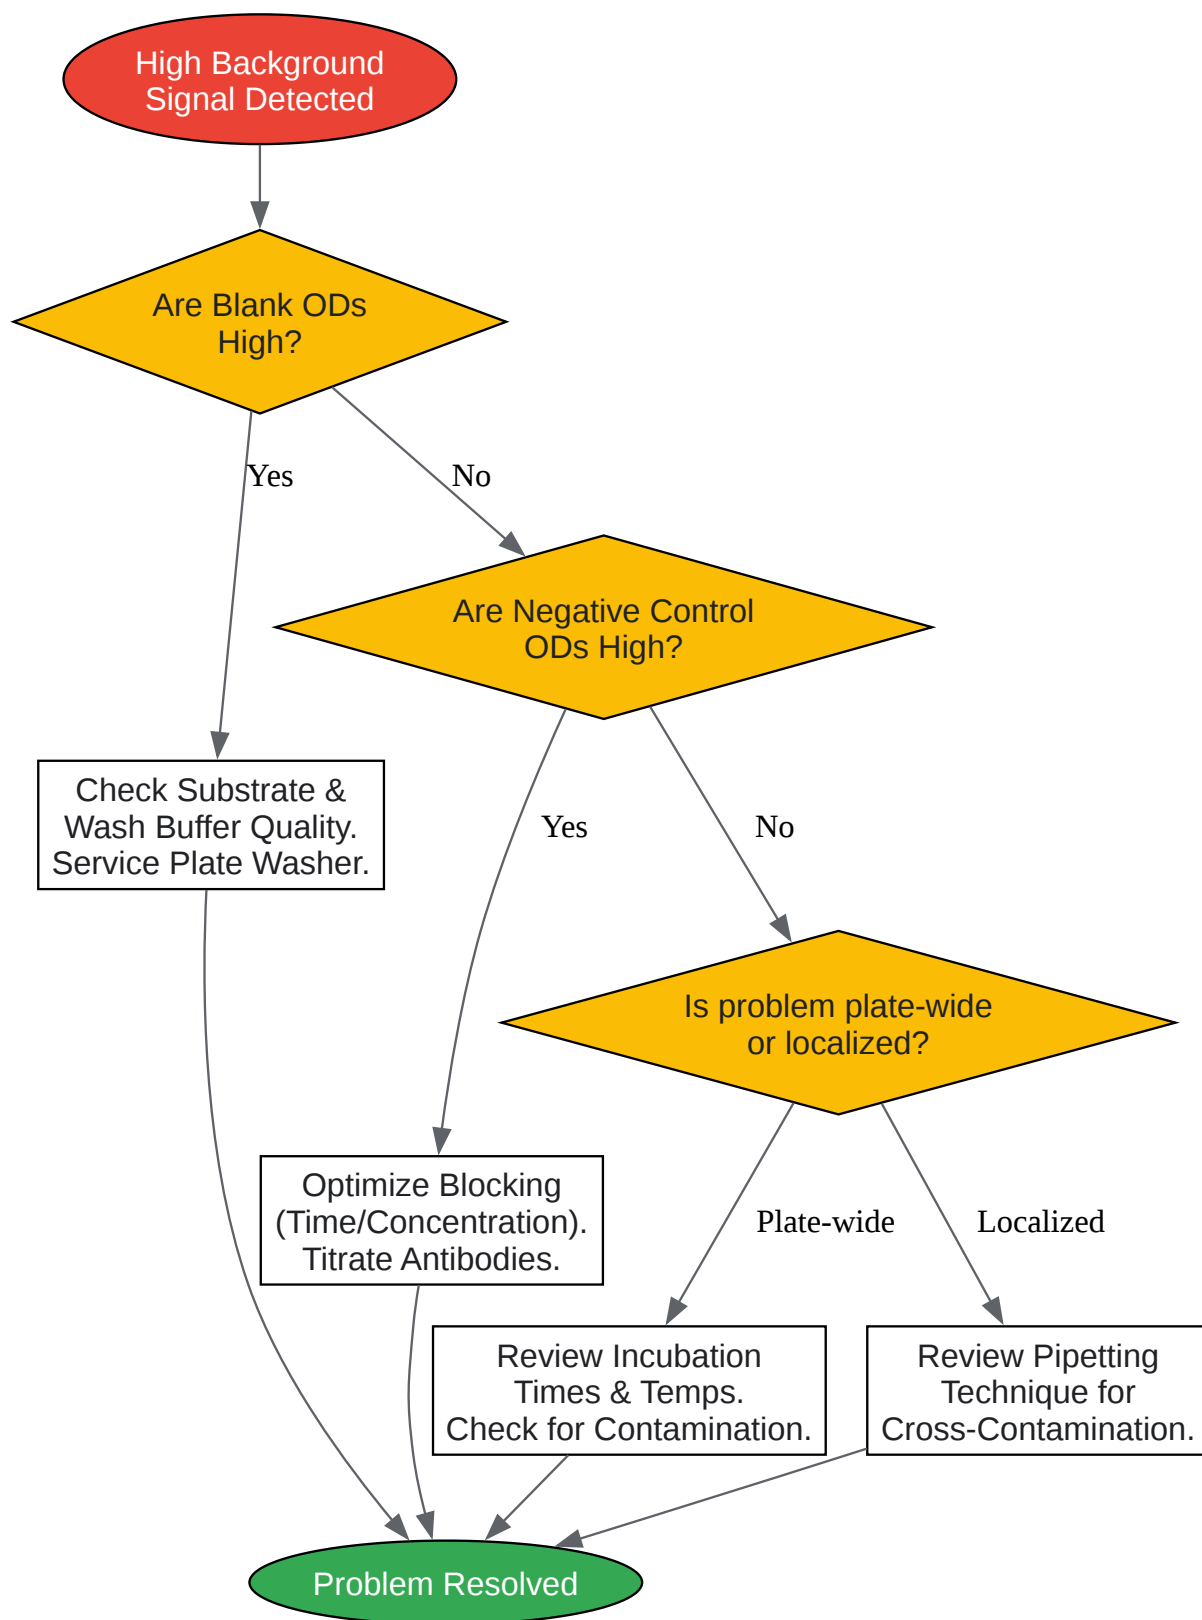 High Background
Signal Detected
Are Blank ODs
High?
Yes
No
Are Negative Control
ODs High?
Check Substrate &
Wash Buffer Quality.
Service Plate Washer.
Yes
No
Is problem plate-wide
or localized?
Optimize Blocking
(Time/Concentration).
Titrate Antibodies.
Plate-wide
Localized
Review Incubation
Times & Temps.
Check for Contamination.
Review Pipetting
Technique for
Cross-Contamination.
Problem Resolved